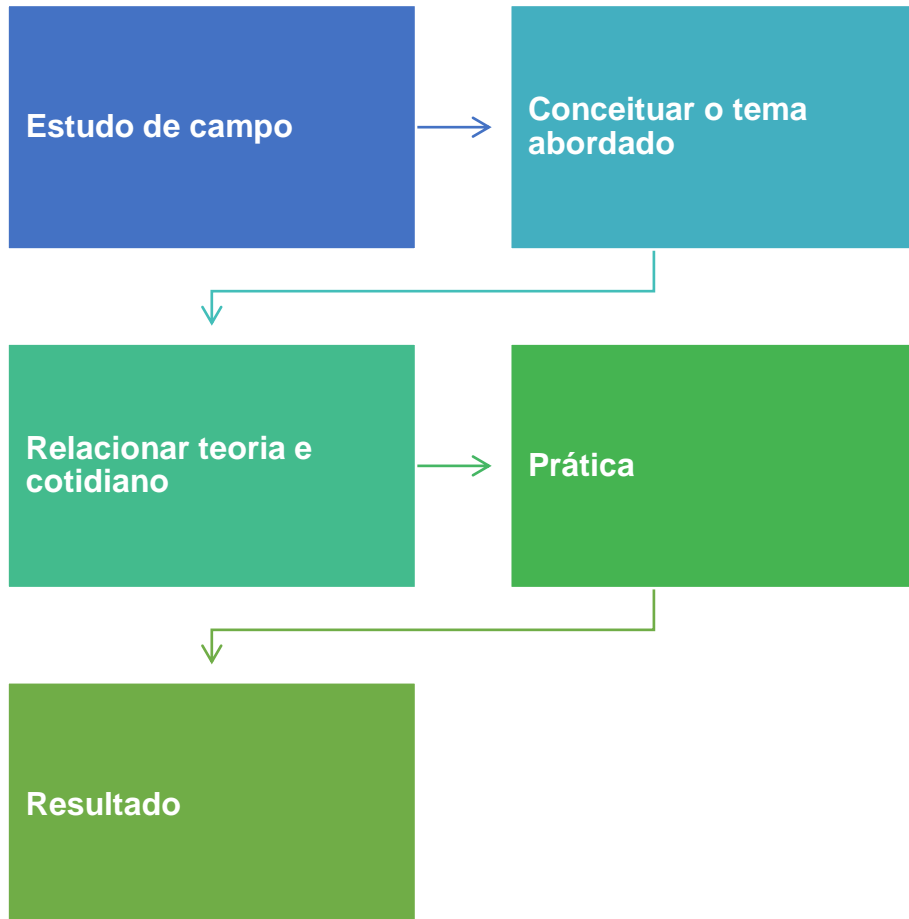 Estudo de campo
Conceituar o tema
abordado
Relacionar teoria e
cotidiano
Prática
Resultado